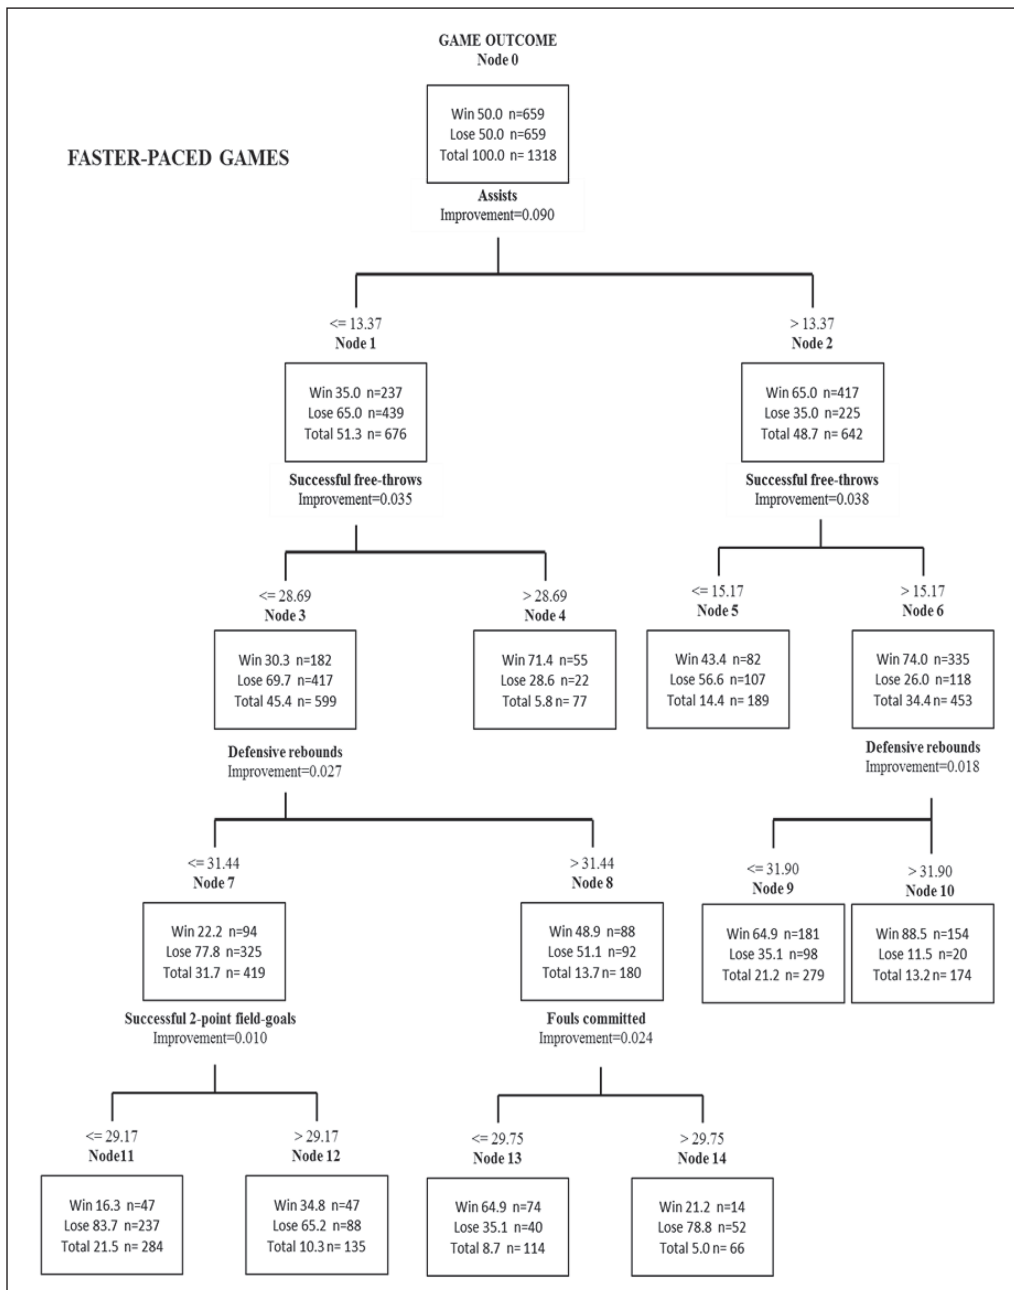 GAME OUTCOME
Node 0
Win 50.0 n=659
Lose 50.0 n=659
Total 100.0 n= 1318
FASTER-PACED GAMES
Assists
Improvement=0.090
<= 13.37
Node 1
Win 35.0 n=237
Lose 65.0 n=439
Total 51.3 n= 676
Successful free-throws
Improvement=0.035
> 13.37
Node 2
Win 65.0 n=417
Lose 35.0 n=225
Total 48.7 n= 642
Successful free-throws
Improvement=0.038
<= 28.69
Node 3
Win 30.3 n=182
Lose 69.7 n=417
Total 45.4 n= 599
Defensive rebounds
Improvement=0.027
> 28.69
Node 4
Win 71.4 n=55
Lose 28.6 n=22
Total 5.8 n= 77
<= 15.17
Node 5
Win 43.4 n=82
Lose 56.6 n=107
Total 14.4 n= 189
> 15.17
Node 6
Win 74.0 n=335
Lose 26.0 n=118
Total 34.4 n= 453
Defensive rebounds
Improvement=0.018
<= 31.44
Node 7
Win 22.2 n=94
Lose 77.8 n=325
Total 31.7 n= 419
Successful 2-point field-goals
Improvement=0.010
> 31.44
Node 8
Win 48.9 n=88
Lose 51.1 n=92
Total 13.7 n= 180
Fouls committed
Improvement=0.024
<= 31.90
Node 9
Win 64.9 n=181
Lose 35.1 n=98
Total 21.2 n= 279
> 31.90
Node 10
Win 88.5 n=154
Lose 11.5 n=20
Total 13.2 n= 174
<= 29.17
Node11
Win 16.3 n=47
Lose 83.7 n=237
Total 21.5 n= 284
> 29.17
Node 12
Win 34.8 n=47
Lose 65.2 n=88
Total 10.3 n= 135
<= 29.75
Node 13
Win 64.9 n=74
Lose 35.1 n=40
Total 8.7 n= 114
> 29.75
Node 14
Win 21.2 n=14
Lose 78.8 n=52
Total 5.0 n= 66